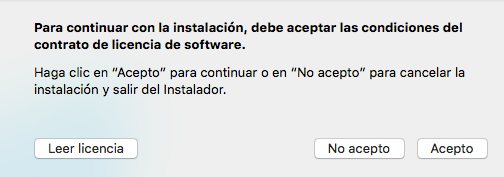 Para continuar con la instalación, debe aceptar las condiciones del
contrato de licencia de software.
Haga clic en “Acepto” para continuar o en “No acepto” para cancelar la
instalación y salir del Instalador.
Leer licencia
No acepto
Acepto